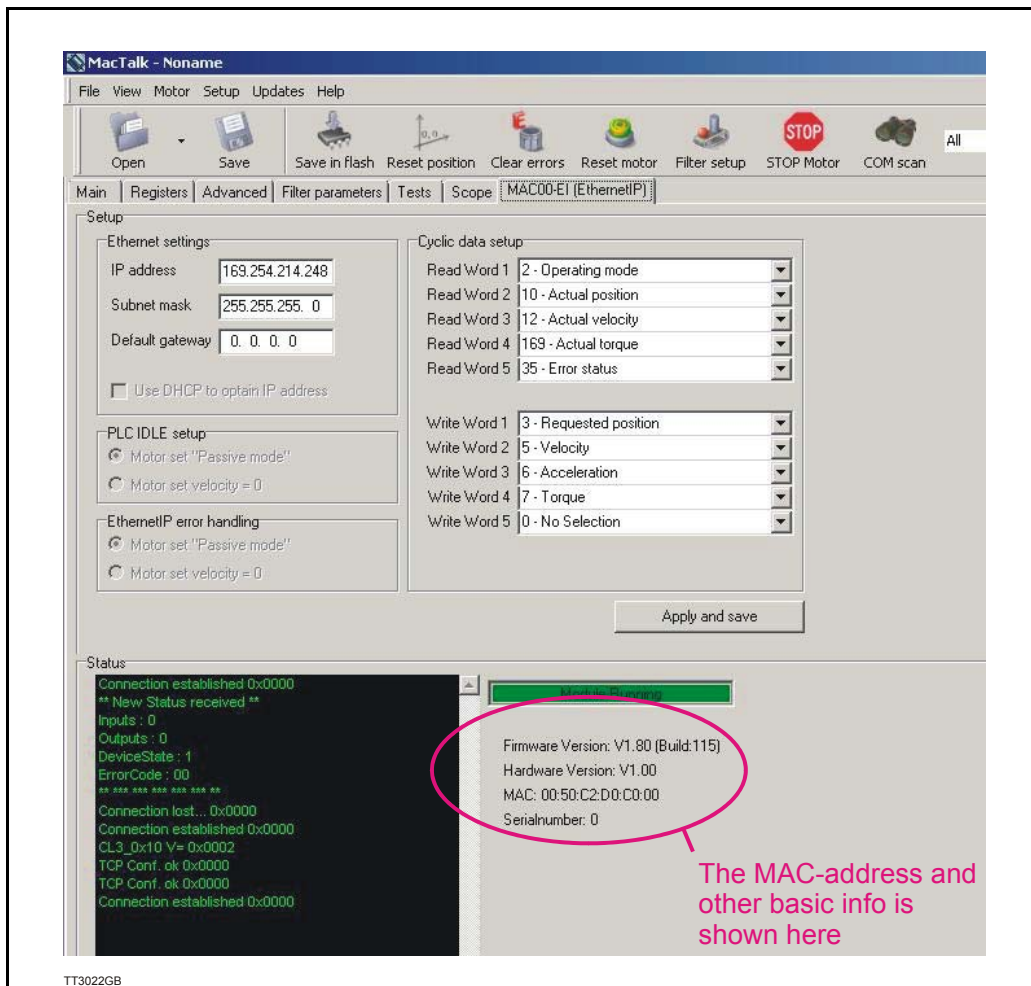 MacTalk - Noname
File View Motor Setup Updates Help
Open Save Save in flash Reset position Clear errors Reset motor Filter setup STOP Motor COM scan All
STOP
Main Registers Advanced Filter parameters Tests Scope MAC00-EI (EthernetIP)
Setup
Ethernet settings
IP address 169.254.214.248
Subnet mask 255.255.255. 0
Default gateway 0. 0. 0. 0
Use DHCP to optain IP address
PLC IDLE setup
Motor set "Passive mode"
Motor set velocity = 0
EthernetIP error handling
Motor set "Passive mode"
Motor set velocity = 0
Cyclic data setup
Read Word 1 2 - Operating mode
Read Word 2 10 - Actual position
Read Word 3 12 - Actual velocity
Read Word 4 169 - Actual torque
Read Word 5 35 - Error status
Write Word 1 3 - Requested position
Write Word 2 5 - Velocity
Write Word 3 6 - Acceleration
Write Word 4 7 - Torque
Write Word 5 0 - No Selection
Apply and save
Status
Connection established 0x0000
** New Status received **
Inputs : 0
Outputs : 0
DeviceState : 1
ErrorCode : 00
** *** *** *** *** *** **
Connection lost... 0x0000
Connection established 0x0000
CL3_0x10 V= 0x0002
TCP Conf. ok 0x0000
TCP Conf. ok 0x0000
Connection established 0x0000
Module Running
Firmware Version: V1.80 (Build:115)
Hardware Version: V1.00
MAC: 00:50:C2:D0:C0:00
Serialnumber: 0
The MAC-address and
other basic info is
shown here
TT3022GB